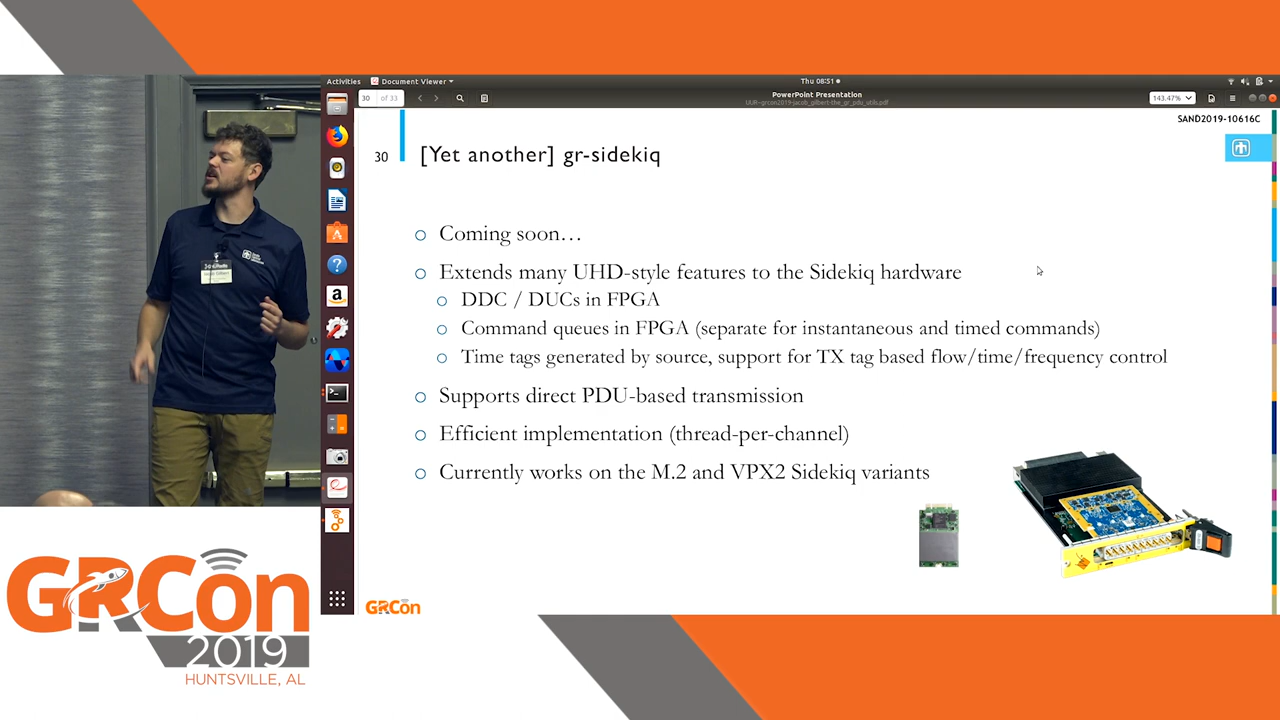 Activities
Document Viewer
Thu 08:51
30
of 33
PowerPoint Presentation
UUR-grcon2019-jacob_gilbert-the_gr_pdu_utils.pdf
143.47%
SAND2019-10616C
30
[Yet another] gr-sidekiq
Coming soon…
Extends many UHD-style features to the Sidekiq hardware
DDC / DUCs in FPGA
Command queues in FPGA (separate for instantaneous and timed commands)
Time tags generated by source, support for TX tag based flow/time/frequency control
Supports direct PDU-based transmission
Efficient implementation (thread-per-channel)
Currently works on the M.2 and VPX2 Sidekiq variants
GRCon
GRCon
2019
HUNTSVILLE, AL